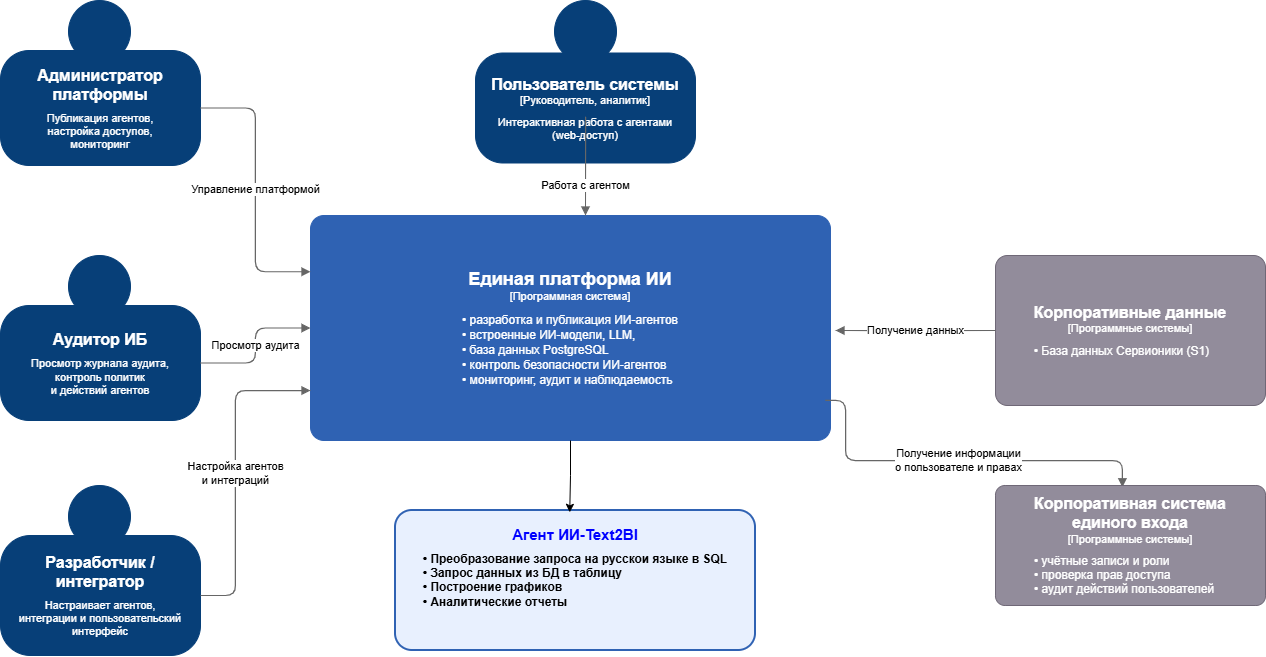 Администратор
платформы
Публикация агентов,
настройка доступов,
мониторинг
Пользователь системы
[Руководитель, аналитик]
Интерактивная работа с агентами
(web-доступ)
Управление платформой
Работа с агентом
Единая платформа ИИ
[Программная система]
• разработка и публикация ИИ-агентов
• встроенные ИИ-модели, LLM,
• база данных PostgreSQL
• контроль безопасности ИИ-агентов
• мониторинг, аудит и наблюдаемость
Корпоративные данные
[Программные системы]
• База данных Сервионики (S1)
Получение данных
Аудитор ИБ
Просмотр журнала аудита,
контроль политик
и действий агентов
Просмотр аудита
Настройка агентов
и интеграций
Получение информации
о пользователе и правах
Корпоративная система
единого входа
[Программные системы]
• учётные записи и роли
• проверка прав доступа
• аудит действий пользователей
Разработчик /
интегратор
Настраивает агентов,
интеграции и пользовательский
интерфейс
Агент ИИ-Text2BI
• Преобразование запроса на русском языке в SQL
• Запрос данных из БД в таблицу
• Построение графиков
• Аналитические отчеты